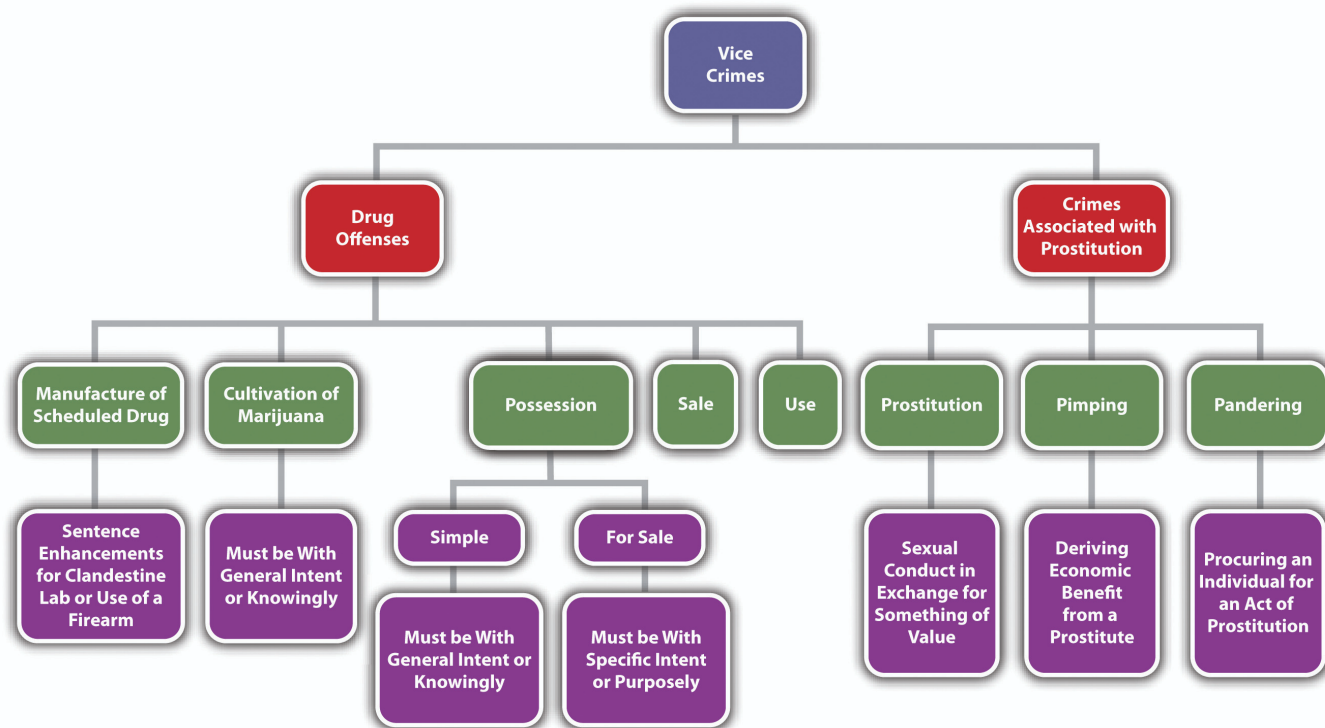 Vice
Crimes
Drug
Offenses
Crimes
Associated with
Prostitution
Manufacture of
Scheduled Drug
Cultivation of
Marijuana
Possession
Sale
Use
Prostitution
Pimping
Pandering
Sentence
Enhancements
for Clandestine
Lab or Use of a
Firearm
Must be With
General Intent
or Knowingly
Simple
For Sale
Must be With
General Intent or
Knowingly
Must be With
Specific Intent
or Purposely
Sexual
Conduct in
Exchange for
Something of
Value
Deriving
Economic
Benefit
from a
Prostitute
Procuring an
Individual for
an Act of
Prostitution